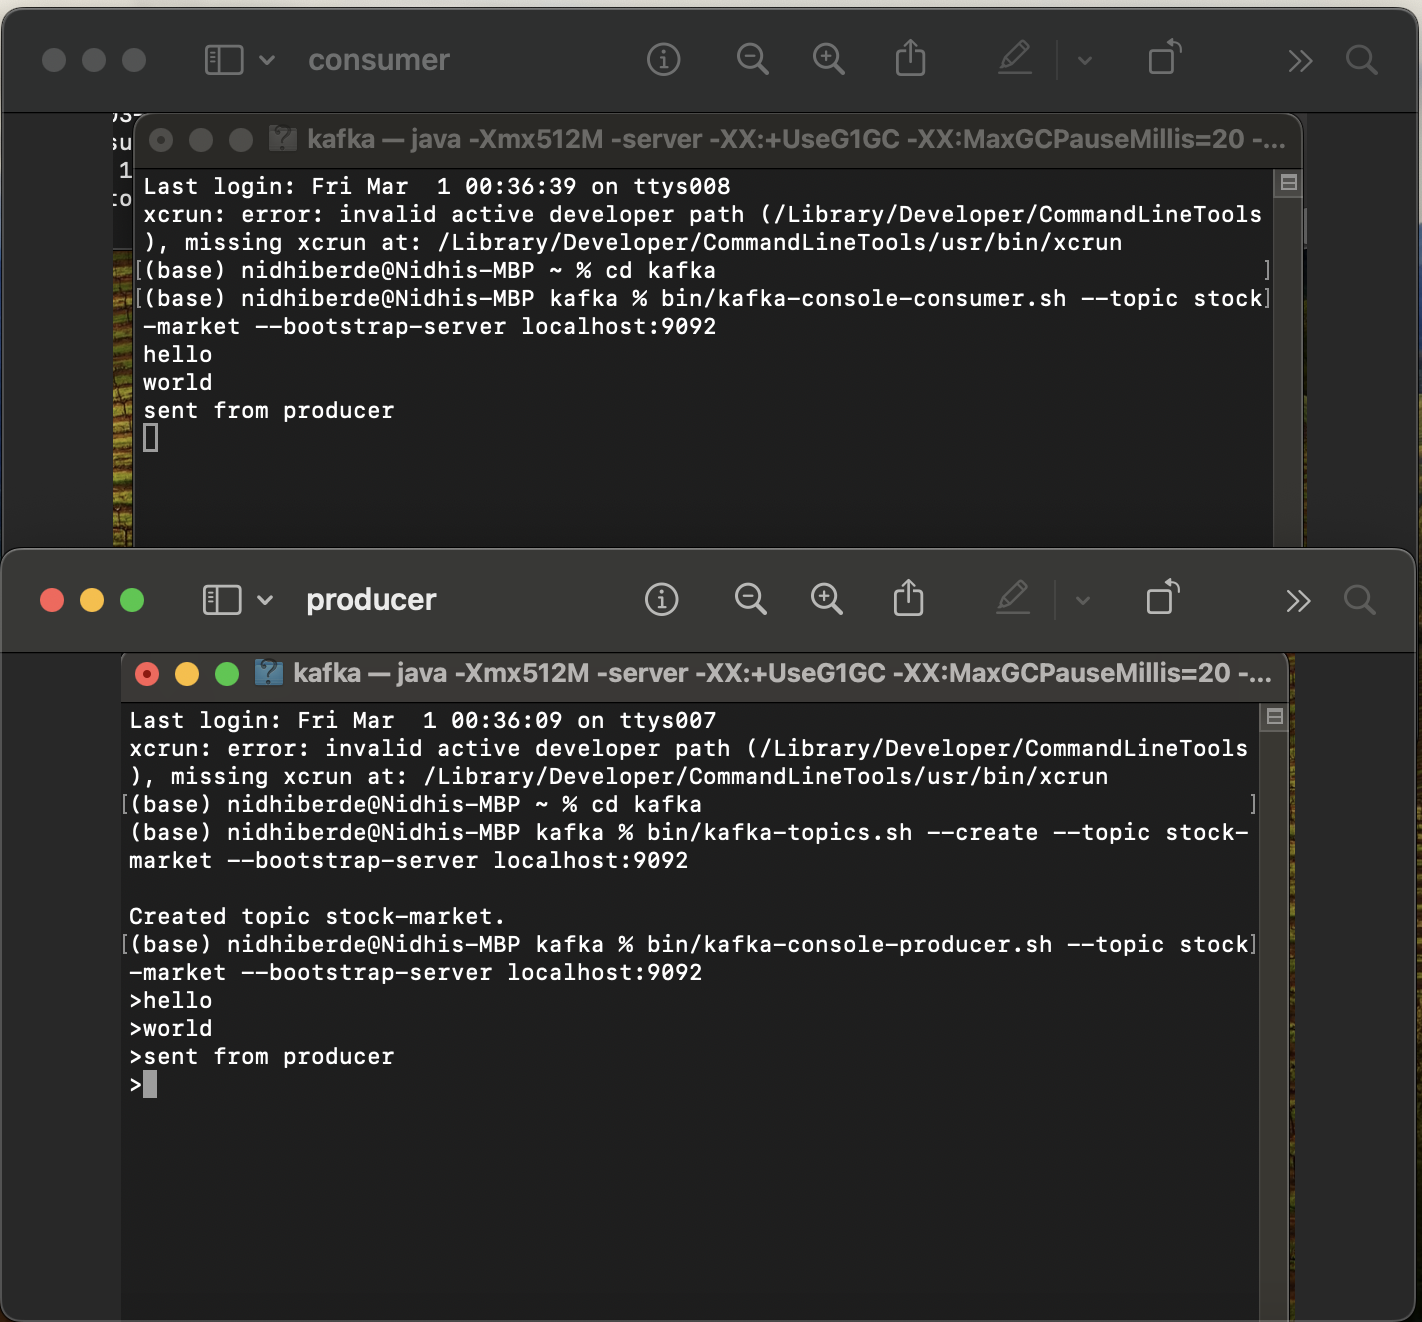 consumer
kafka — java -Xmx512M -server -XX:+UseG1GC -XX:MaxGCPauseMillis=20 -...
su
1
to
Last login: Fri Mar  1 00:36:39 on ttys008
xcrun: error: invalid active developer path (/Library/Developer/CommandLineTools
), missing xcrun at: /Library/Developer/CommandLineTools/usr/bin/xcrun
[(base) nidhiberde@Nidhis-MBP ~ % cd kafka ]
[(base) nidhiberde@Nidhis-MBP kafka % bin/kafka-console-consumer.sh --topic stock]
-market --bootstrap-server localhost:9092
hello
world
sent from producer
producer
kafka — java -Xmx512M -server -XX:+UseG1GC -XX:MaxGCPauseMillis=20 -...
Last login: Fri Mar  1 00:36:09 on ttys007
xcrun: error: invalid active developer path (/Library/Developer/CommandLineTools
), missing xcrun at: /Library/Developer/CommandLineTools/usr/bin/xcrun
[(base) nidhiberde@Nidhis-MBP ~ % cd kafka ]
(base) nidhiberde@Nidhis-MBP kafka % bin/kafka-topics.sh --create --topic stock-
market --bootstrap-server localhost:9092
Created topic stock-market.
[(base) nidhiberde@Nidhis-MBP kafka % bin/kafka-console-producer.sh --topic stock]
-market --bootstrap-server localhost:9092
>hello
>world
>sent from producer
>